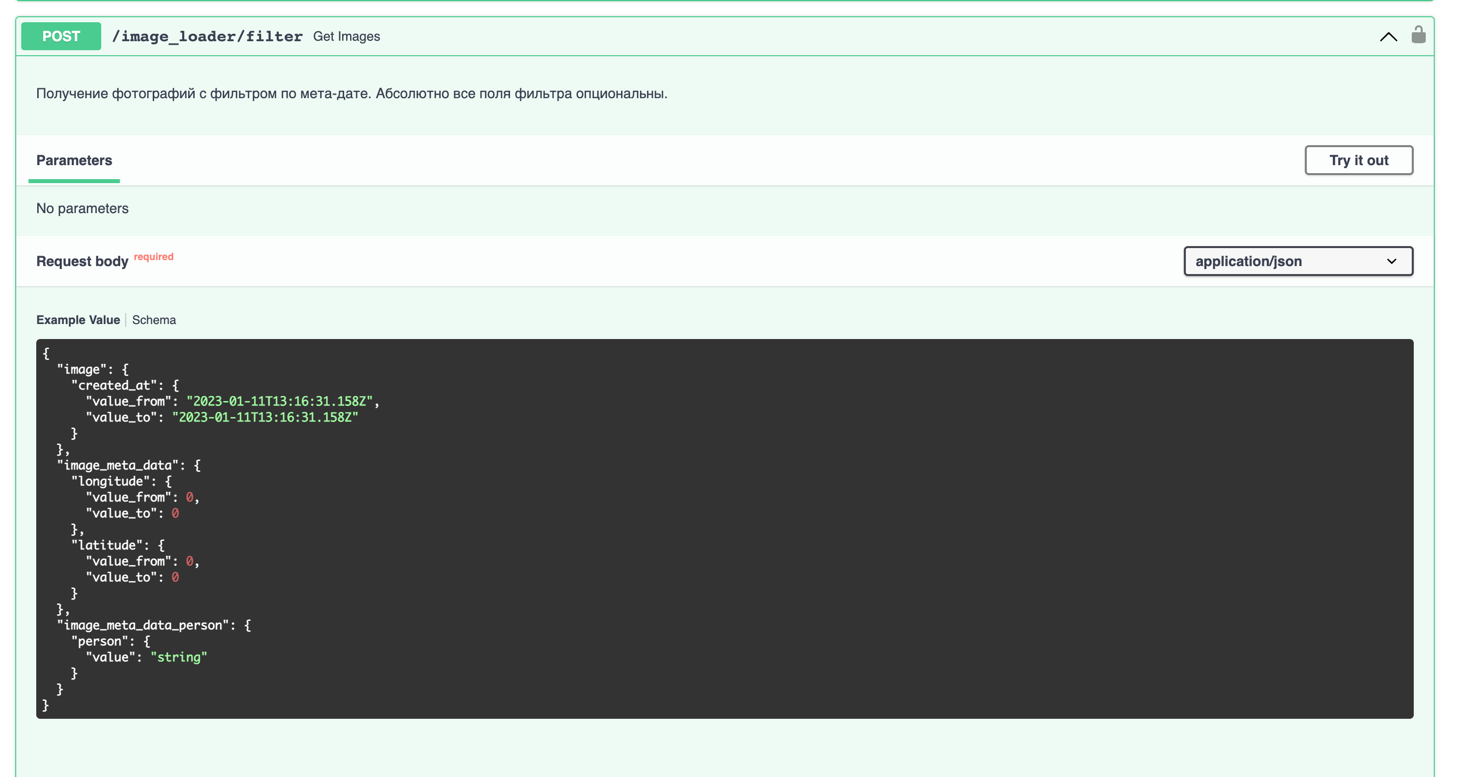 POST /image_loader/filter Get Images
Получение фотографий с фильтром по мета-дате. Абсолютно все поля фильтра опциональны.
Parameters
Try it out
No parameters
Request body required
application/json
Example Value Schema
{
  "image": {
    "created_at": {
      "value_from": "2023-01-11T13:16:31.158Z",
      "value_to": "2023-01-11T13:16:31.158Z"
    }
  },
  "image_meta_data": {
    "longitude": {
      "value_from": 0,
      "value_to": 0
    },
    "latitude": {
      "value_from": 0,
      "value_to": 0
    }
  },
  "image_meta_data_person": {
    "person": {
      "value": "string"
    }
  }
}